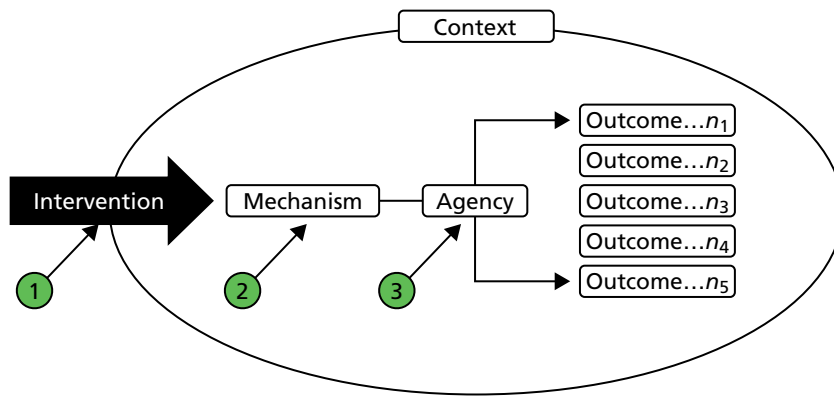 Context
Outcome…n₁
Outcome…n₂
Intervention
Mechanism
Agency
Outcome…n₃
Outcome…n₄
1
2
3
Outcome…n₅